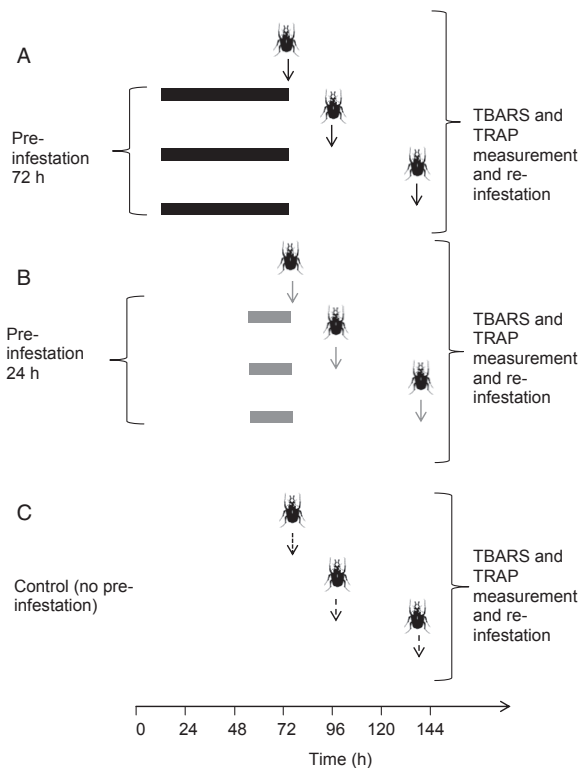 A
Pre-
infestation
72 h
TBARS and
TRAP
measurement
and re-
infestation
B
Pre-
infestation
24 h
TBARS and
TRAP
measurement
and re-
infestation
C
Control (no pre-
infestation)
TBARS and
TRAP
measurement
and re-
infestation
0 24 48 72 96 120 144
Time (h)